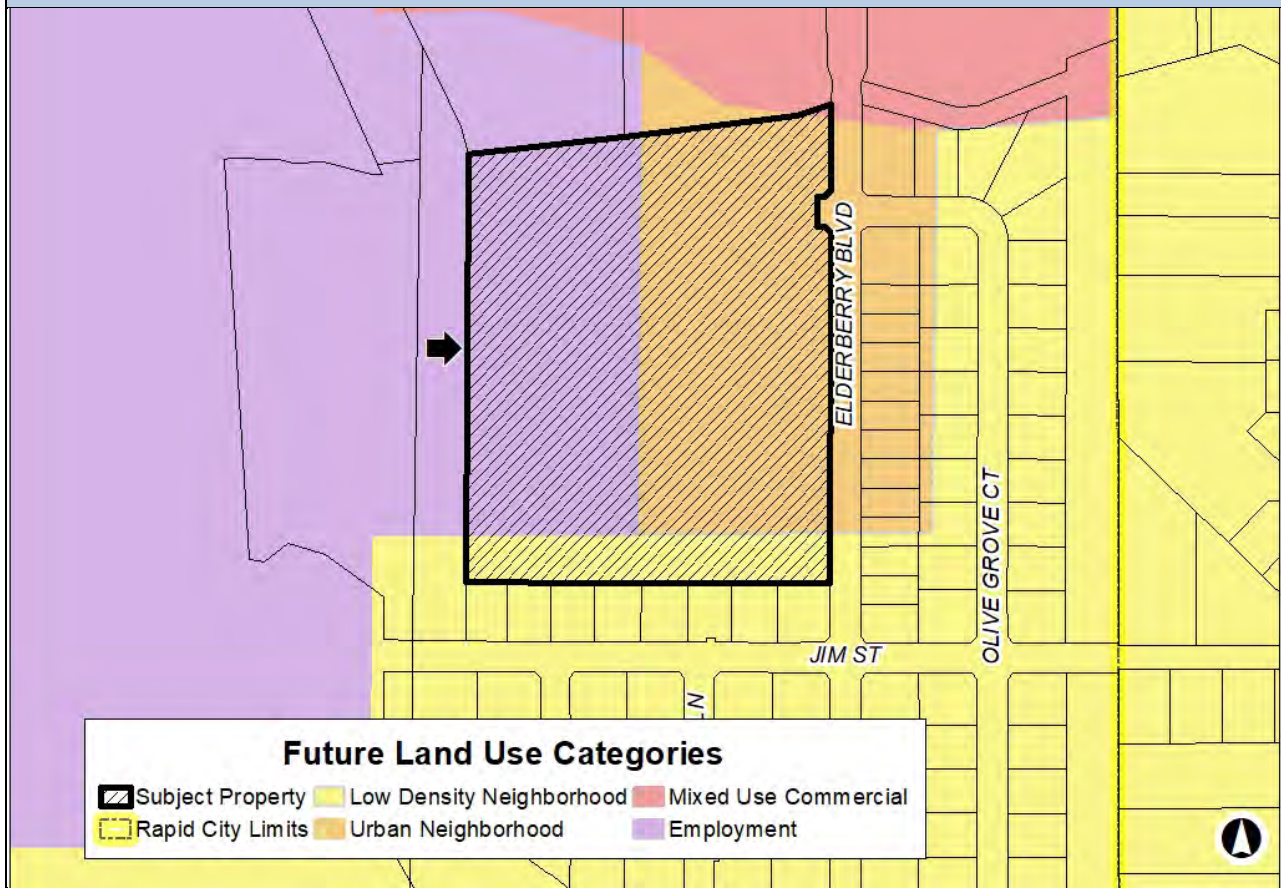 ELDERBERRY BLVD
OLIVE GROVE CT
JIM ST
LN
Future Land Use Categories
Subject Property Low Density Neighborhood Mixed Use Commercial
Rapid City Limits Urban Neighborhood Employment